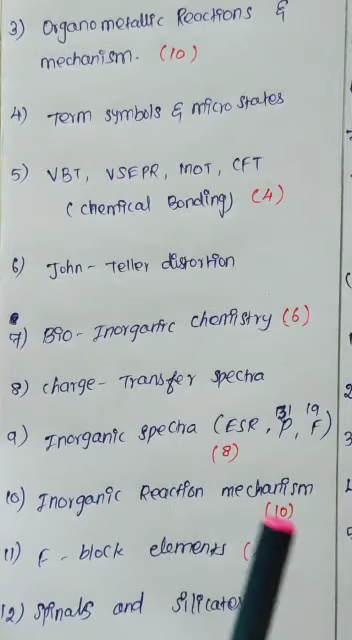 3) Organometallic Reactions &
mechanism. (10)
4) Term symbols & microstates
5) VBT, VSEPR, MOT, CFT
(chemical Bonding) (4)
6) John-Teller distortion
7) Bio-Inorganic chemistry (6)
8) charge-Transfer spectra
9) Inorganic spectra (ESR, 31P, 19F)
(8)
10) Inorganic Reaction mechanism
(10)
11) F-block elements (
12) spinals and silicates